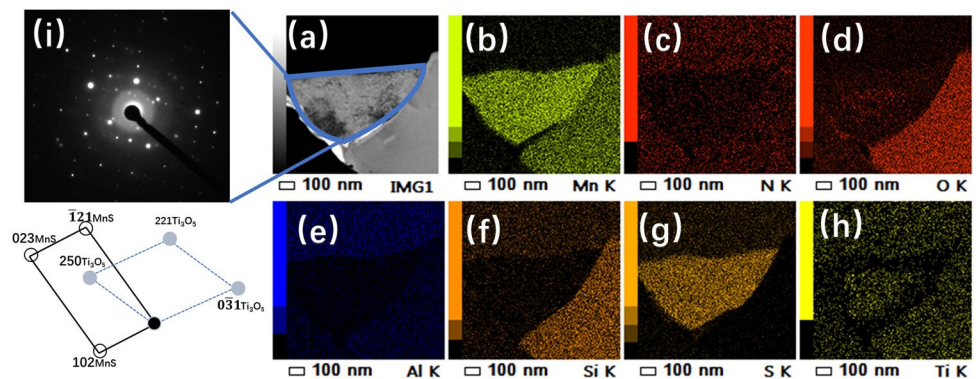 (i)
(a)
(b)
(c)
(d)
100 nm IMG1
100 nm Mn K
100 nm N K
100 nm O K
1̅21MnS
023MnS
221Ti₃O₅
250Ti₃O₅
03̅1Ti₃O₅
102MnS
(e)
(f)
(g)
(h)
100 nm Al K
100 nm Si K
100 nm S K
100 nm Ti K